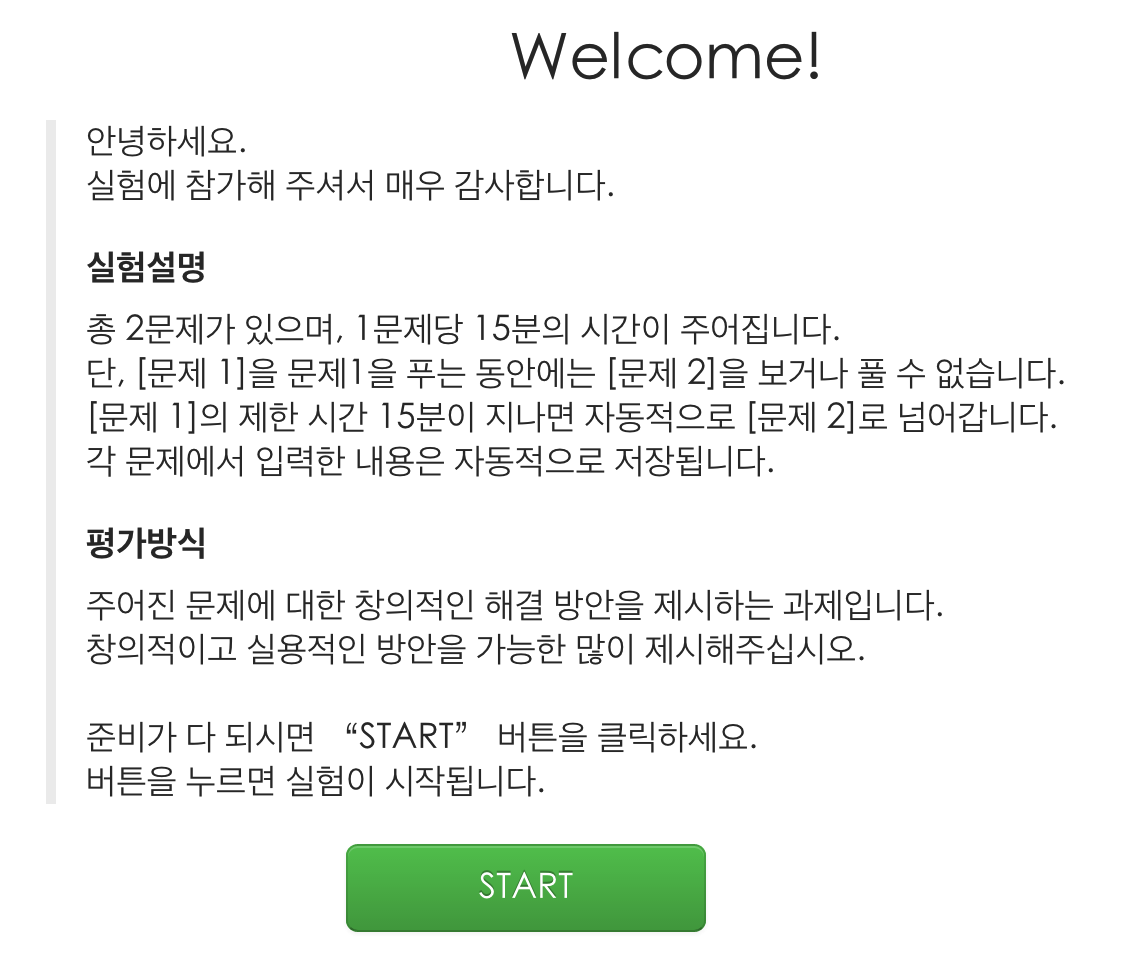 Welcome!
안녕하세요.
실험에 참가해 주셔서 매우 감사합니다.
실험설명
총 2문제가 있으며, 1문제당 15분의 시간이 주어집니다.
단, [문제 1]을 문제1을 푸는 동안에는 [문제 2]을 보거나 풀 수 없습니다.
[문제 1]의 제한 시간 15분이 지나면 자동적으로 [문제 2]로 넘어갑니다.
각 문제에서 입력한 내용은 자동적으로 저장됩니다.
평가방식
주어진 문제에 대한 창의적인 해결 방안을 제시하는 과제입니다.
창의적이고 실용적인 방안을 가능한 많이 제시해주십시오.
준비가 다 되시면 “START” 버튼을 클릭하세요.
버튼을 누르면 실험이 시작됩니다.
START